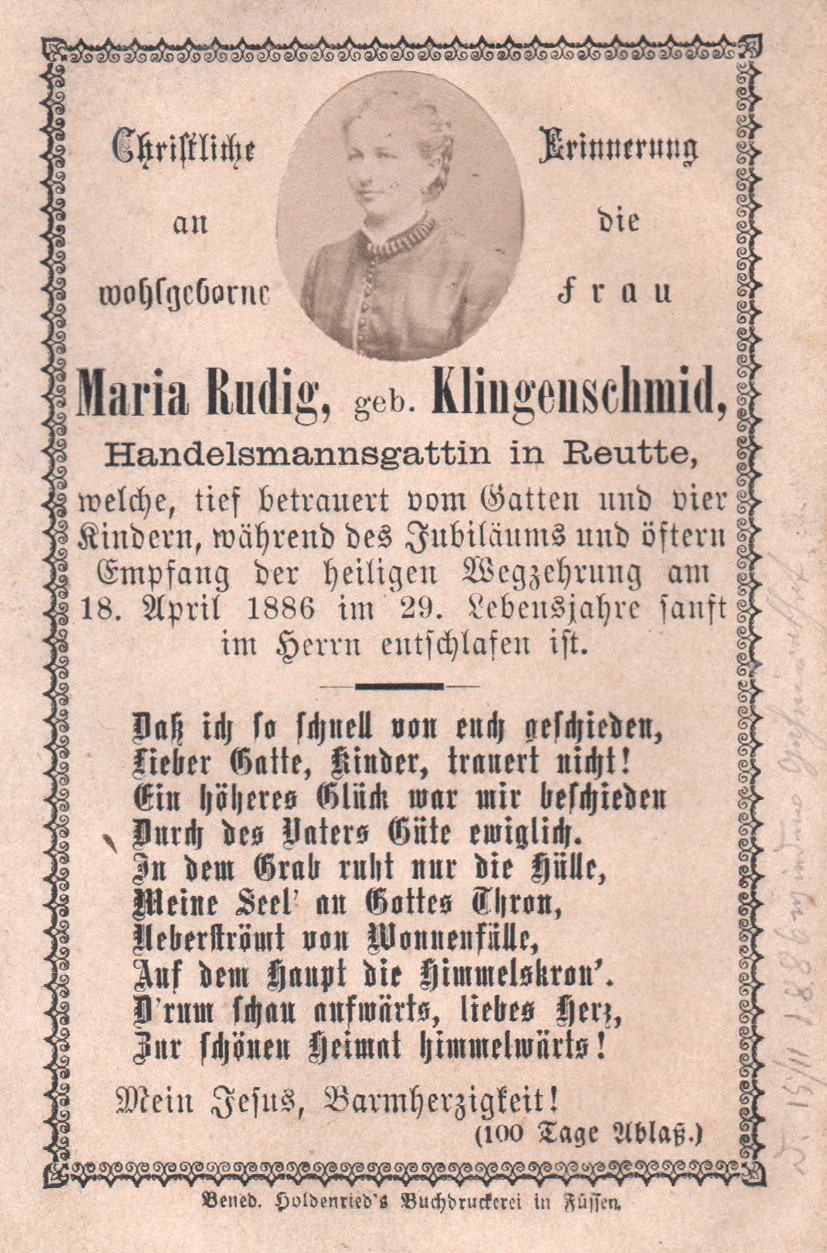 Christliche Erinnerung
an die
wohlgeborne Frau
Maria Rudig, geb. Klingenschmid,
Handelsmannsgattin in Reutte,
welche, tief betrauert vom Gatten und vier
Kindern, während des Jubiläums und öftern
Empfang der heiligen Wegzehrung am
18. April 1886 im 29. Lebensjahre sanft
im Herrn entschlafen ist.
Daß ich so schnell von euch geschieden,
Lieber Gatte, Kinder, trauert nicht!
Ein höheres Glück war mir beschieden
Durch des Vaters Güte ewiglich.
In dem Grab ruht nur die Hülle,
Meine Seel' an Gottes Thron,
Ueberströmt von Wonnenfülle,
Auf dem Haupt die Himmelskron'.
D'rum schau aufwärts, liebes Herz,
Zur schönen Heimat himmelwärts!
Mein Jesus, Barmherzigkeit!
(100 Tage Ablaß.)
Bened. Holdenried's Buchdruckerei in Füssen.
15/11 1886